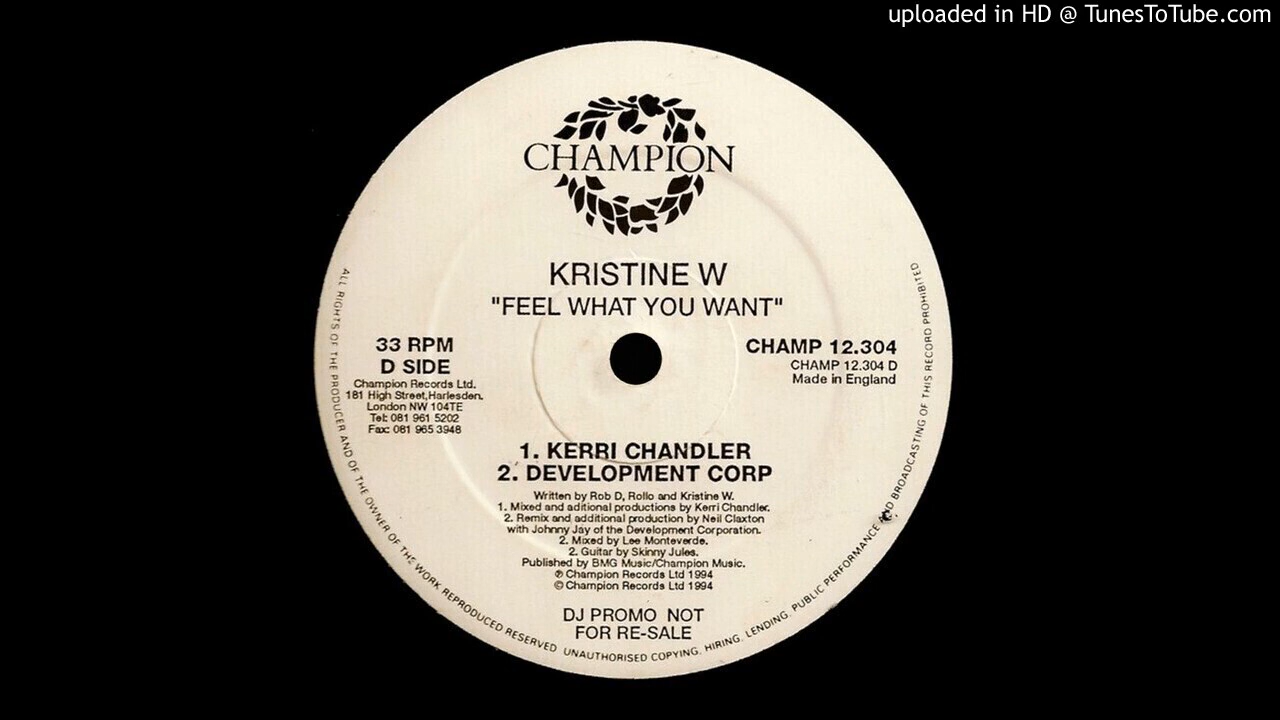 uploaded in HD @ TunesToTube.com
CHAMPION
KRISTINE W
"FEEL WHAT YOU WANT"
33 RPM
D SIDE
Champion Records Ltd.
181 High Street,Harlesden.
London NW 104TE
Tel: 081 961 5202
Fax: 081 965 3948
CHAMP 12.304
CHAMP 12.304 D
Made in England
1. KERRI CHANDLER
2. DEVELOPMENT CORP
Written by Rob D, Rollo and Kristine W.
1. Mixed and aditional productions by Kerri Chandler.
2. Remix and additional production by Neil Claxton
with Johnny Jay of the Development Corporation.
2. Mixed by Lee Monteverde.
2. Guitar by Skinny Jules.
Published by BMG Music/Champion Music.
℗ Champion Records Ltd 1994
© Champion Records Ltd 1994
DJ PROMO NOT
FOR RE-SALE
ALL RIGHTS OF THE PRODUCER AND OF THE OWNER OF THE WORK REPRODUCED RESERVED UNAUTHORISED COPYING, HIRING, LENDING, PUBLIC PERFORMANCE AND BROADCASTING OF THIS RECORD PROHIBITED